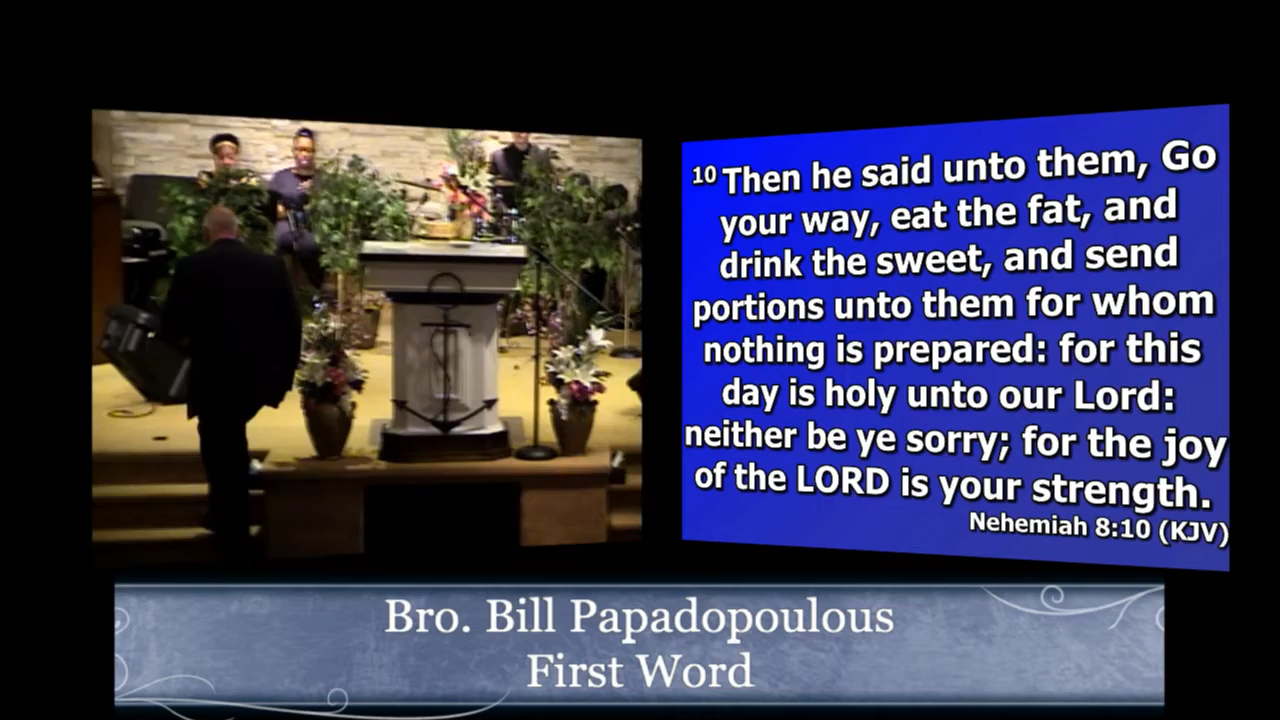 10 Then he said unto them, Go
your way, eat the fat, and
drink the sweet, and send
portions unto them for whom
nothing is prepared: for this
day is holy unto our Lord:
neither be ye sorry; for the joy
of the LORD is your strength.
Nehemiah 8:10 (KJV)
Bro. Bill Papadopoulous
First Word